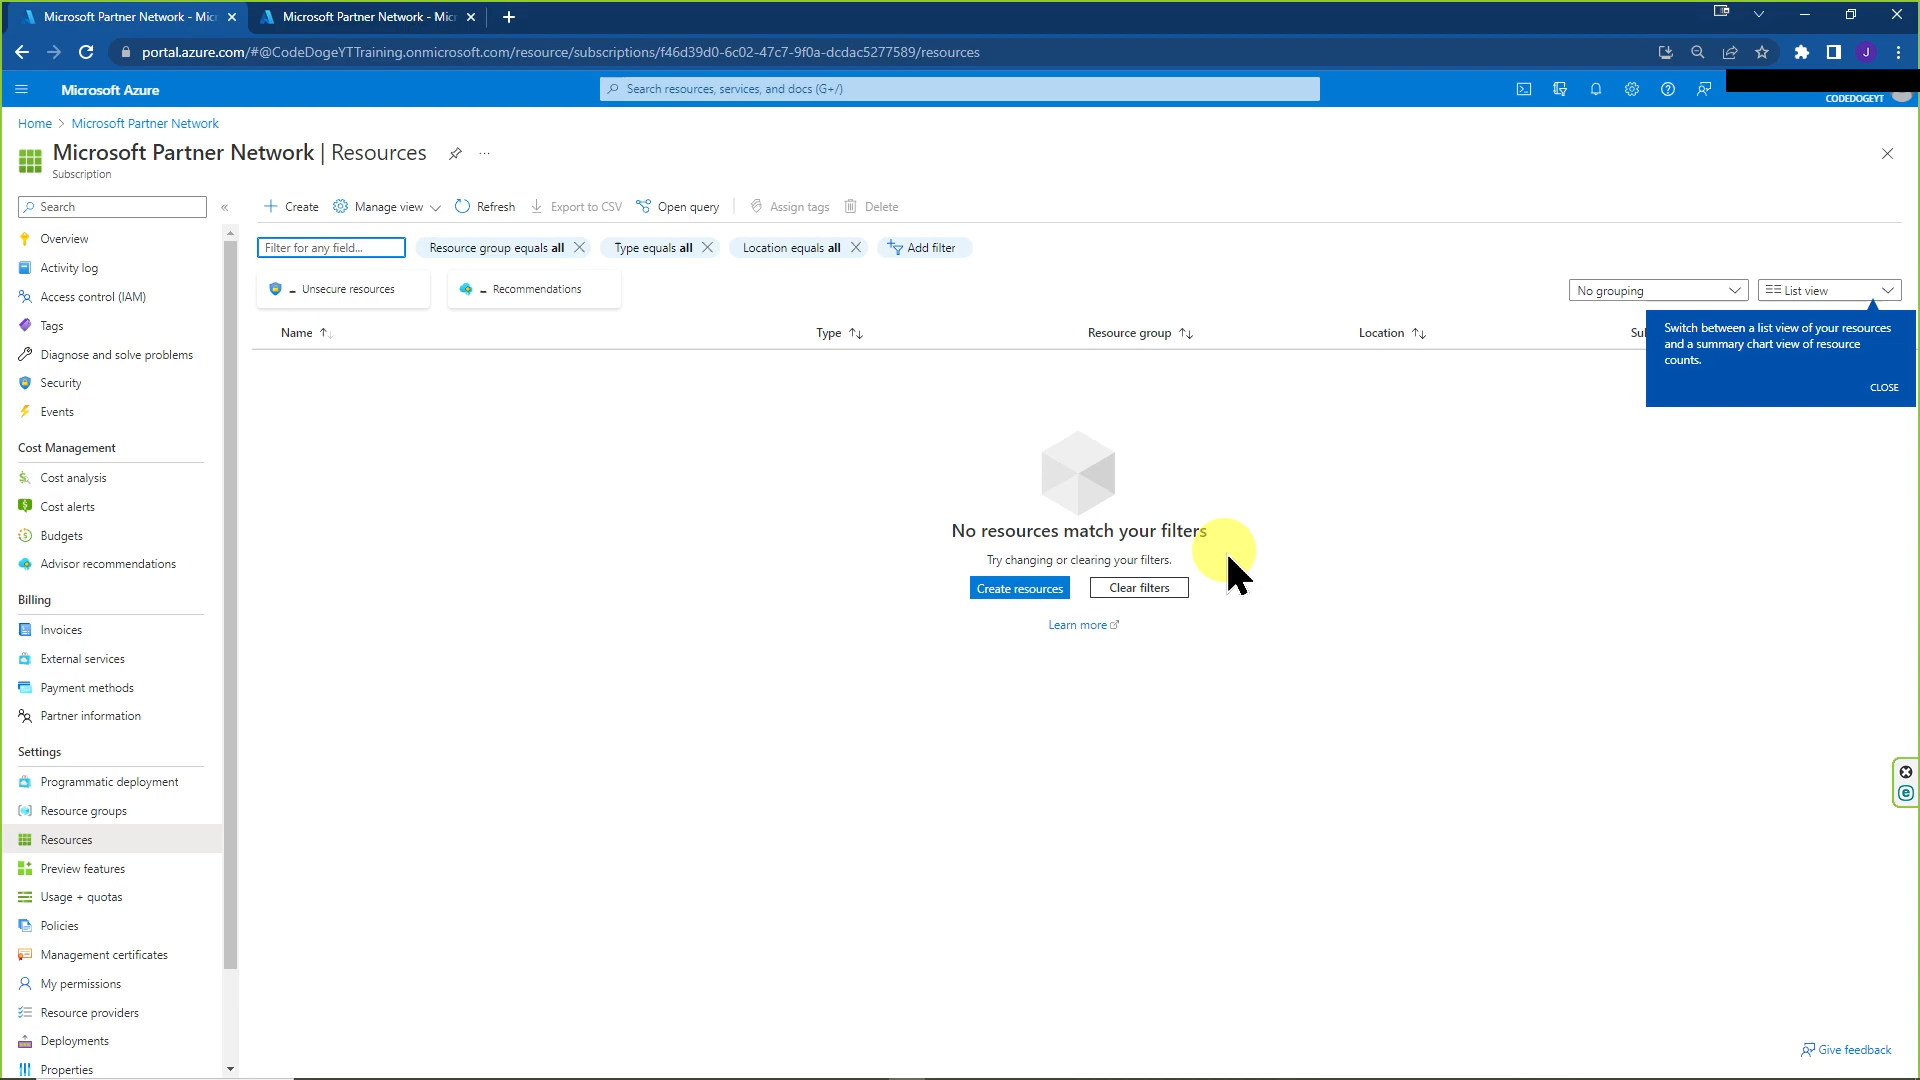 Microsoft Partner Network - Micr
Microsoft Partner Network - Micr
portal.azure.com/#@CodeDogeYTTraining.onmicrosoft.com/resource/subscriptions/f46d39d0-6c02-47c7-9f0a-dcdac5277589/resources
J
Microsoft Azure
Search resources, services, and docs (G+/)
CODEDOGEYT
Home > Microsoft Partner Network
Microsoft Partner Network | Resources
Subscription
Search
Create
Manage view
Refresh
Export to CSV
Open query
Assign tags
Delete
Overview
Activity log
Access control (IAM)
Tags
Diagnose and solve problems
Security
Events
Cost Management
Cost analysis
Cost alerts
Budgets
Advisor recommendations
Billing
Invoices
External services
Payment methods
Partner information
Settings
Programmatic deployment
Resource groups
Resources
Preview features
Usage + quotas
Policies
Management certificates
My permissions
Resource providers
Deployments
Properties
Filter for any field...
Resource group equals all
Type equals all
Location equals all
Add filter
Unsecure resources
Recommendations
No grouping
List view
Name
Type
Resource group
Location
Switch between a list view of your resources
and a summary chart view of resource
counts.
CLOSE
No resources match your filters
Try changing or clearing your filters.
Create resources
Clear filters
Learn more
Give feedback